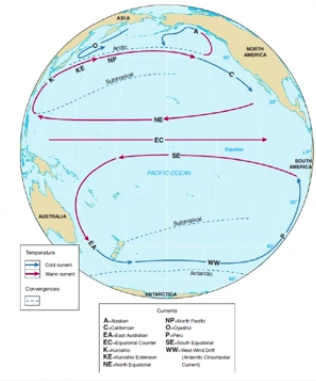 ASIA
A
O
Arctic
NORTH
AMERICA
KE
NP
K
C
Subtropical
NE
EC
Equator
SE
SOUTH
AMERICA
PACIFIC OCEAN
AUSTRALIA
Subtropical
EA
P
WW
Antarctic
ANTARCTICA
Temperature
Cold current
Warm current
Convergences
Currents
A=Alaskan
C=Californian
EA=East Australian
EC=Equatorial Counter
K=Kuroshio
KE=Kuroshio Extension
NE=North Equatorial
NP=North Pacific
O=Oyashio
P=Peru
SE=South Equatorial
WW=West Wind Drift
(Antarctic Circumpolar
Current)